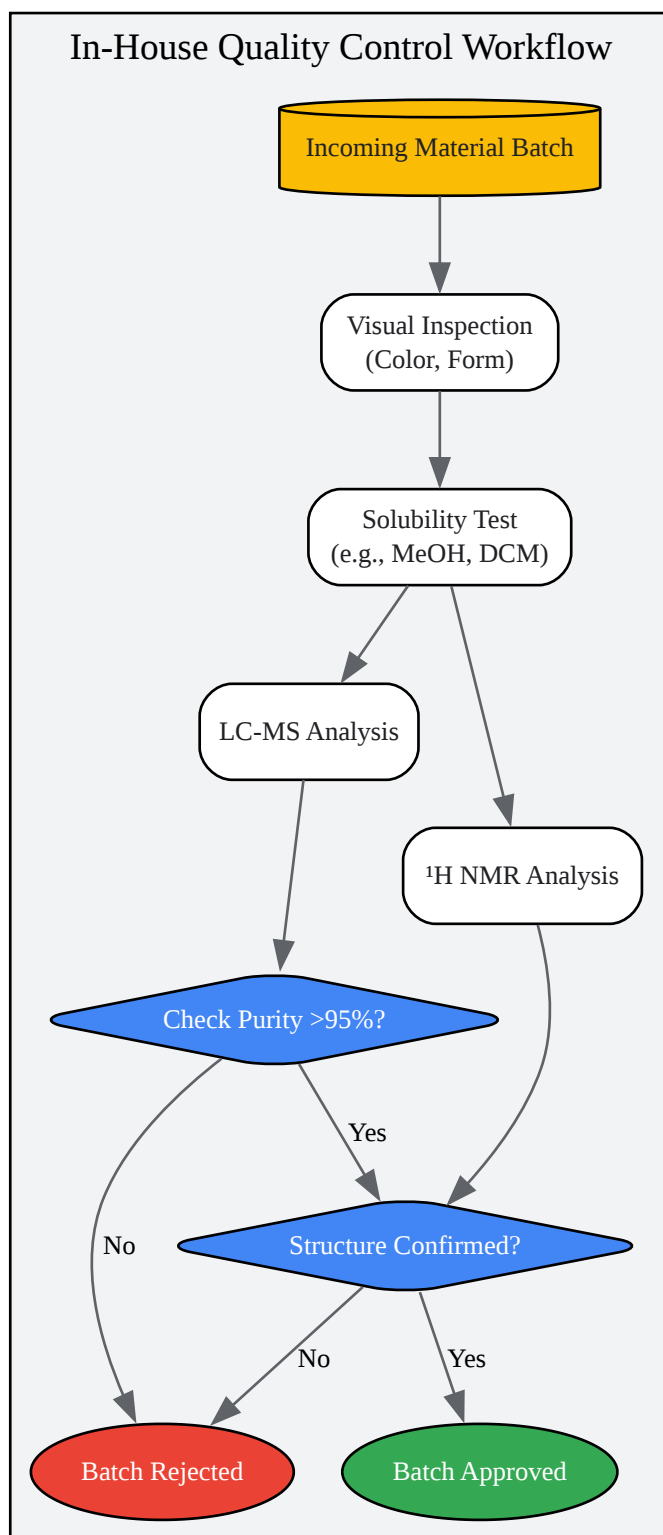 In-House Quality Control Workflow
Incoming Material Batch
Visual Inspection
(Color, Form)
Solubility Test
(e.g., MeOH, DCM)
LC-MS Analysis
¹H NMR Analysis
Check Purity >95%?
Yes
No
Structure Confirmed?
No
Yes
Batch Rejected
Batch Approved